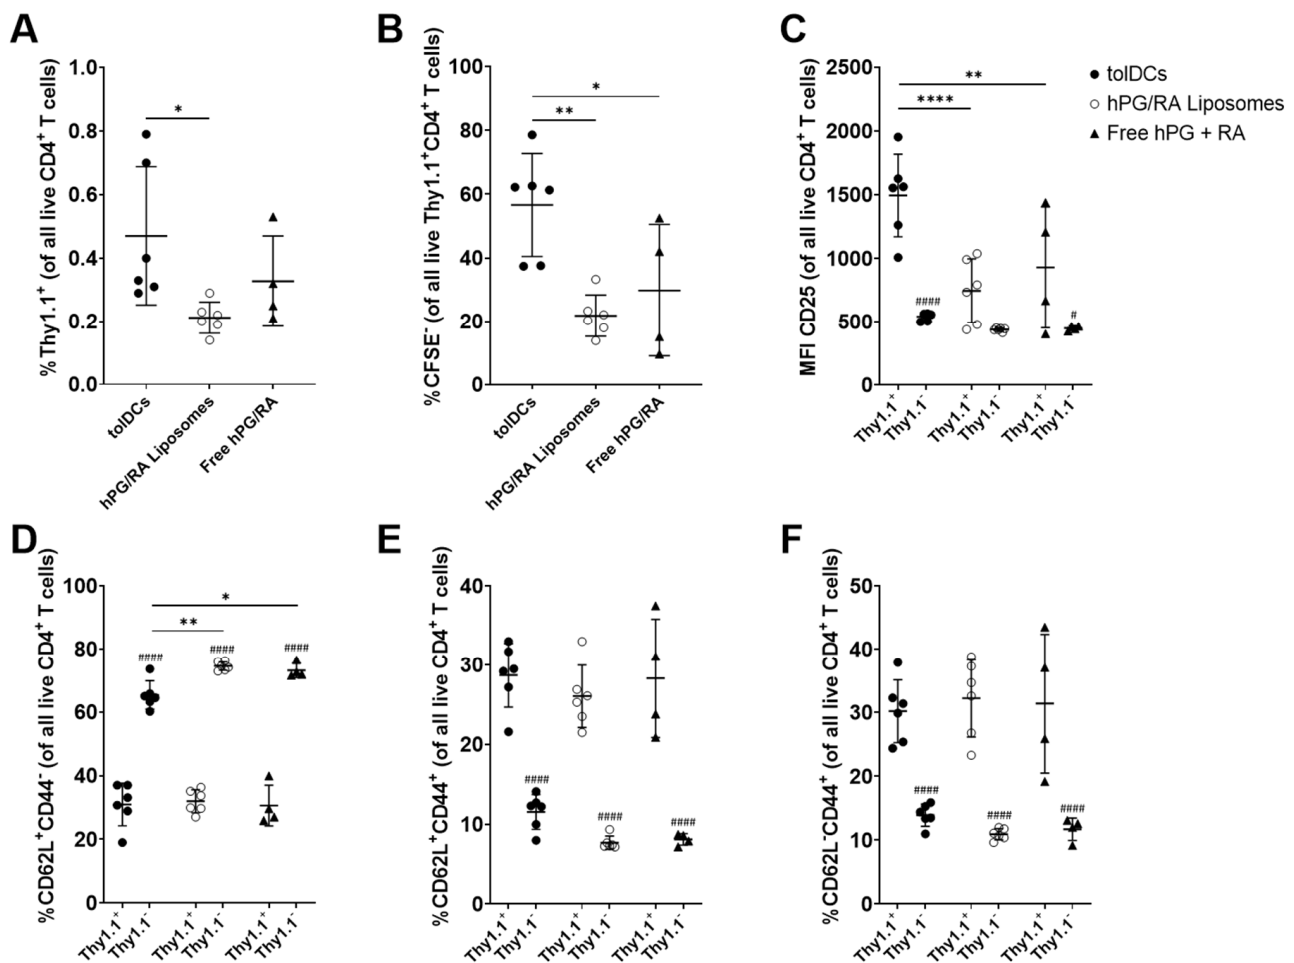 A
%Thy1.1⁺ (of all live CD4⁺ T cells)
1.0
0.8
0.6
0.4
0.2
0.0
*
tolDCs
hPG/RA Liposomes
Free hPG/RA
B
%CFSE⁻ (of all live Thy1.1⁺CD4⁺ T cells)
100
80
60
40
20
0
*
**
tolDCs
hPG/RA Liposomes
Free hPG/RA
C
MFI CD25 (of all live CD4⁺ T cells)
2500
2000
1500
1000
500
0
**
****
####
#
Thy1.1⁺
Thy1.1⁻
Thy1.1⁺
Thy1.1⁻
Thy1.1⁺
Thy1.1⁻
tolDCs
hPG/RA Liposomes
Free hPG + RA
D
%CD62L⁺CD44⁻ (of all live CD4⁺ T cells)
100
80
60
40
20
0
*
**
####
####
####
Thy1.1⁺
Thy1.1⁻
Thy1.1⁺
Thy1.1⁻
Thy1.1⁺
Thy1.1⁻
E
%CD62L⁺CD44⁺ (of all live CD4⁺ T cells)
40
30
20
10
0
####
####
####
Thy1.1⁺
Thy1.1⁻
Thy1.1⁺
Thy1.1⁻
Thy1.1⁺
Thy1.1⁻
F
%CD62L⁻CD44⁺ (of all live CD4⁺ T cells)
50
40
30
20
10
0
####
####
####
Thy1.1⁺
Thy1.1⁻
Thy1.1⁺
Thy1.1⁻
Thy1.1⁺
Thy1.1⁻